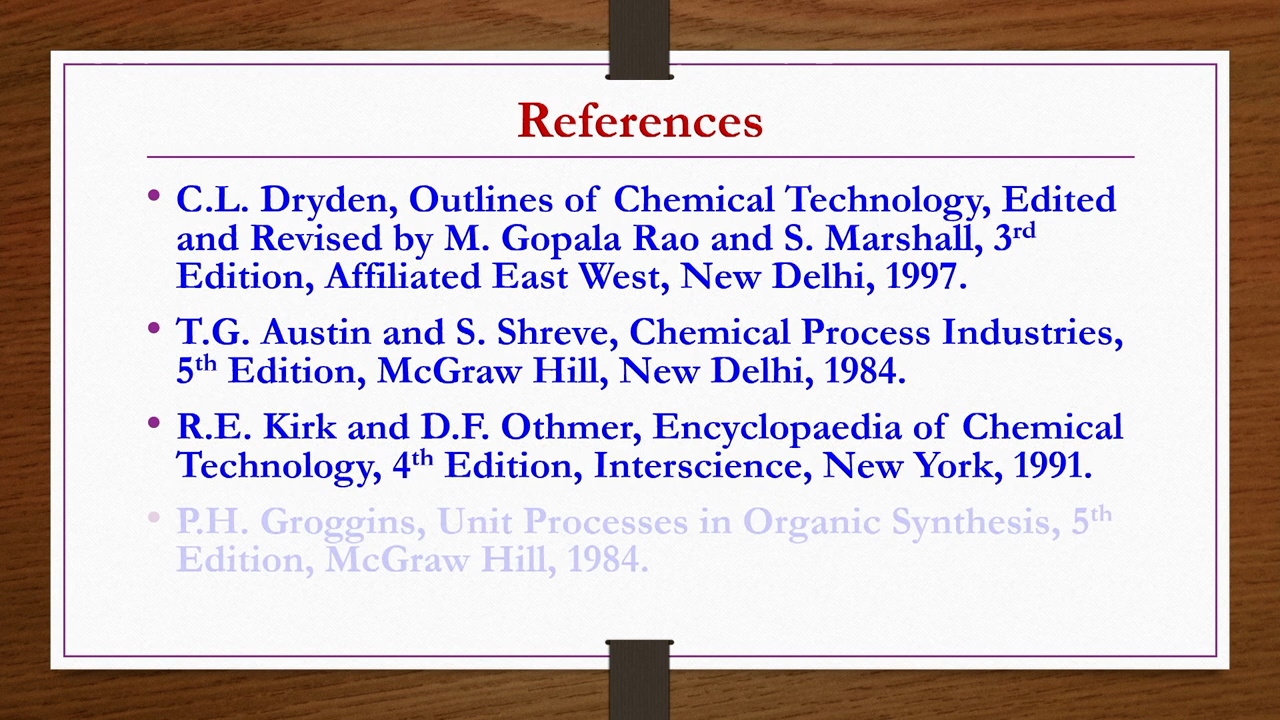 References
• C.L. Dryden, Outlines of Chemical Technology, Edited
and Revised by M. Gopala Rao and S. Marshall, 3rd
Edition, Affiliated East West, New Delhi, 1997.
• T.G. Austin and S. Shreve, Chemical Process Industries,
5th Edition, McGraw Hill, New Delhi, 1984.
• R.E. Kirk and D.F. Othmer, Encyclopaedia of Chemical
Technology, 4th Edition, Interscience, New York, 1991.
• P.H. Groggins, Unit Processes in Organic Synthesis, 5th
Edition, McGraw Hill, 1984.